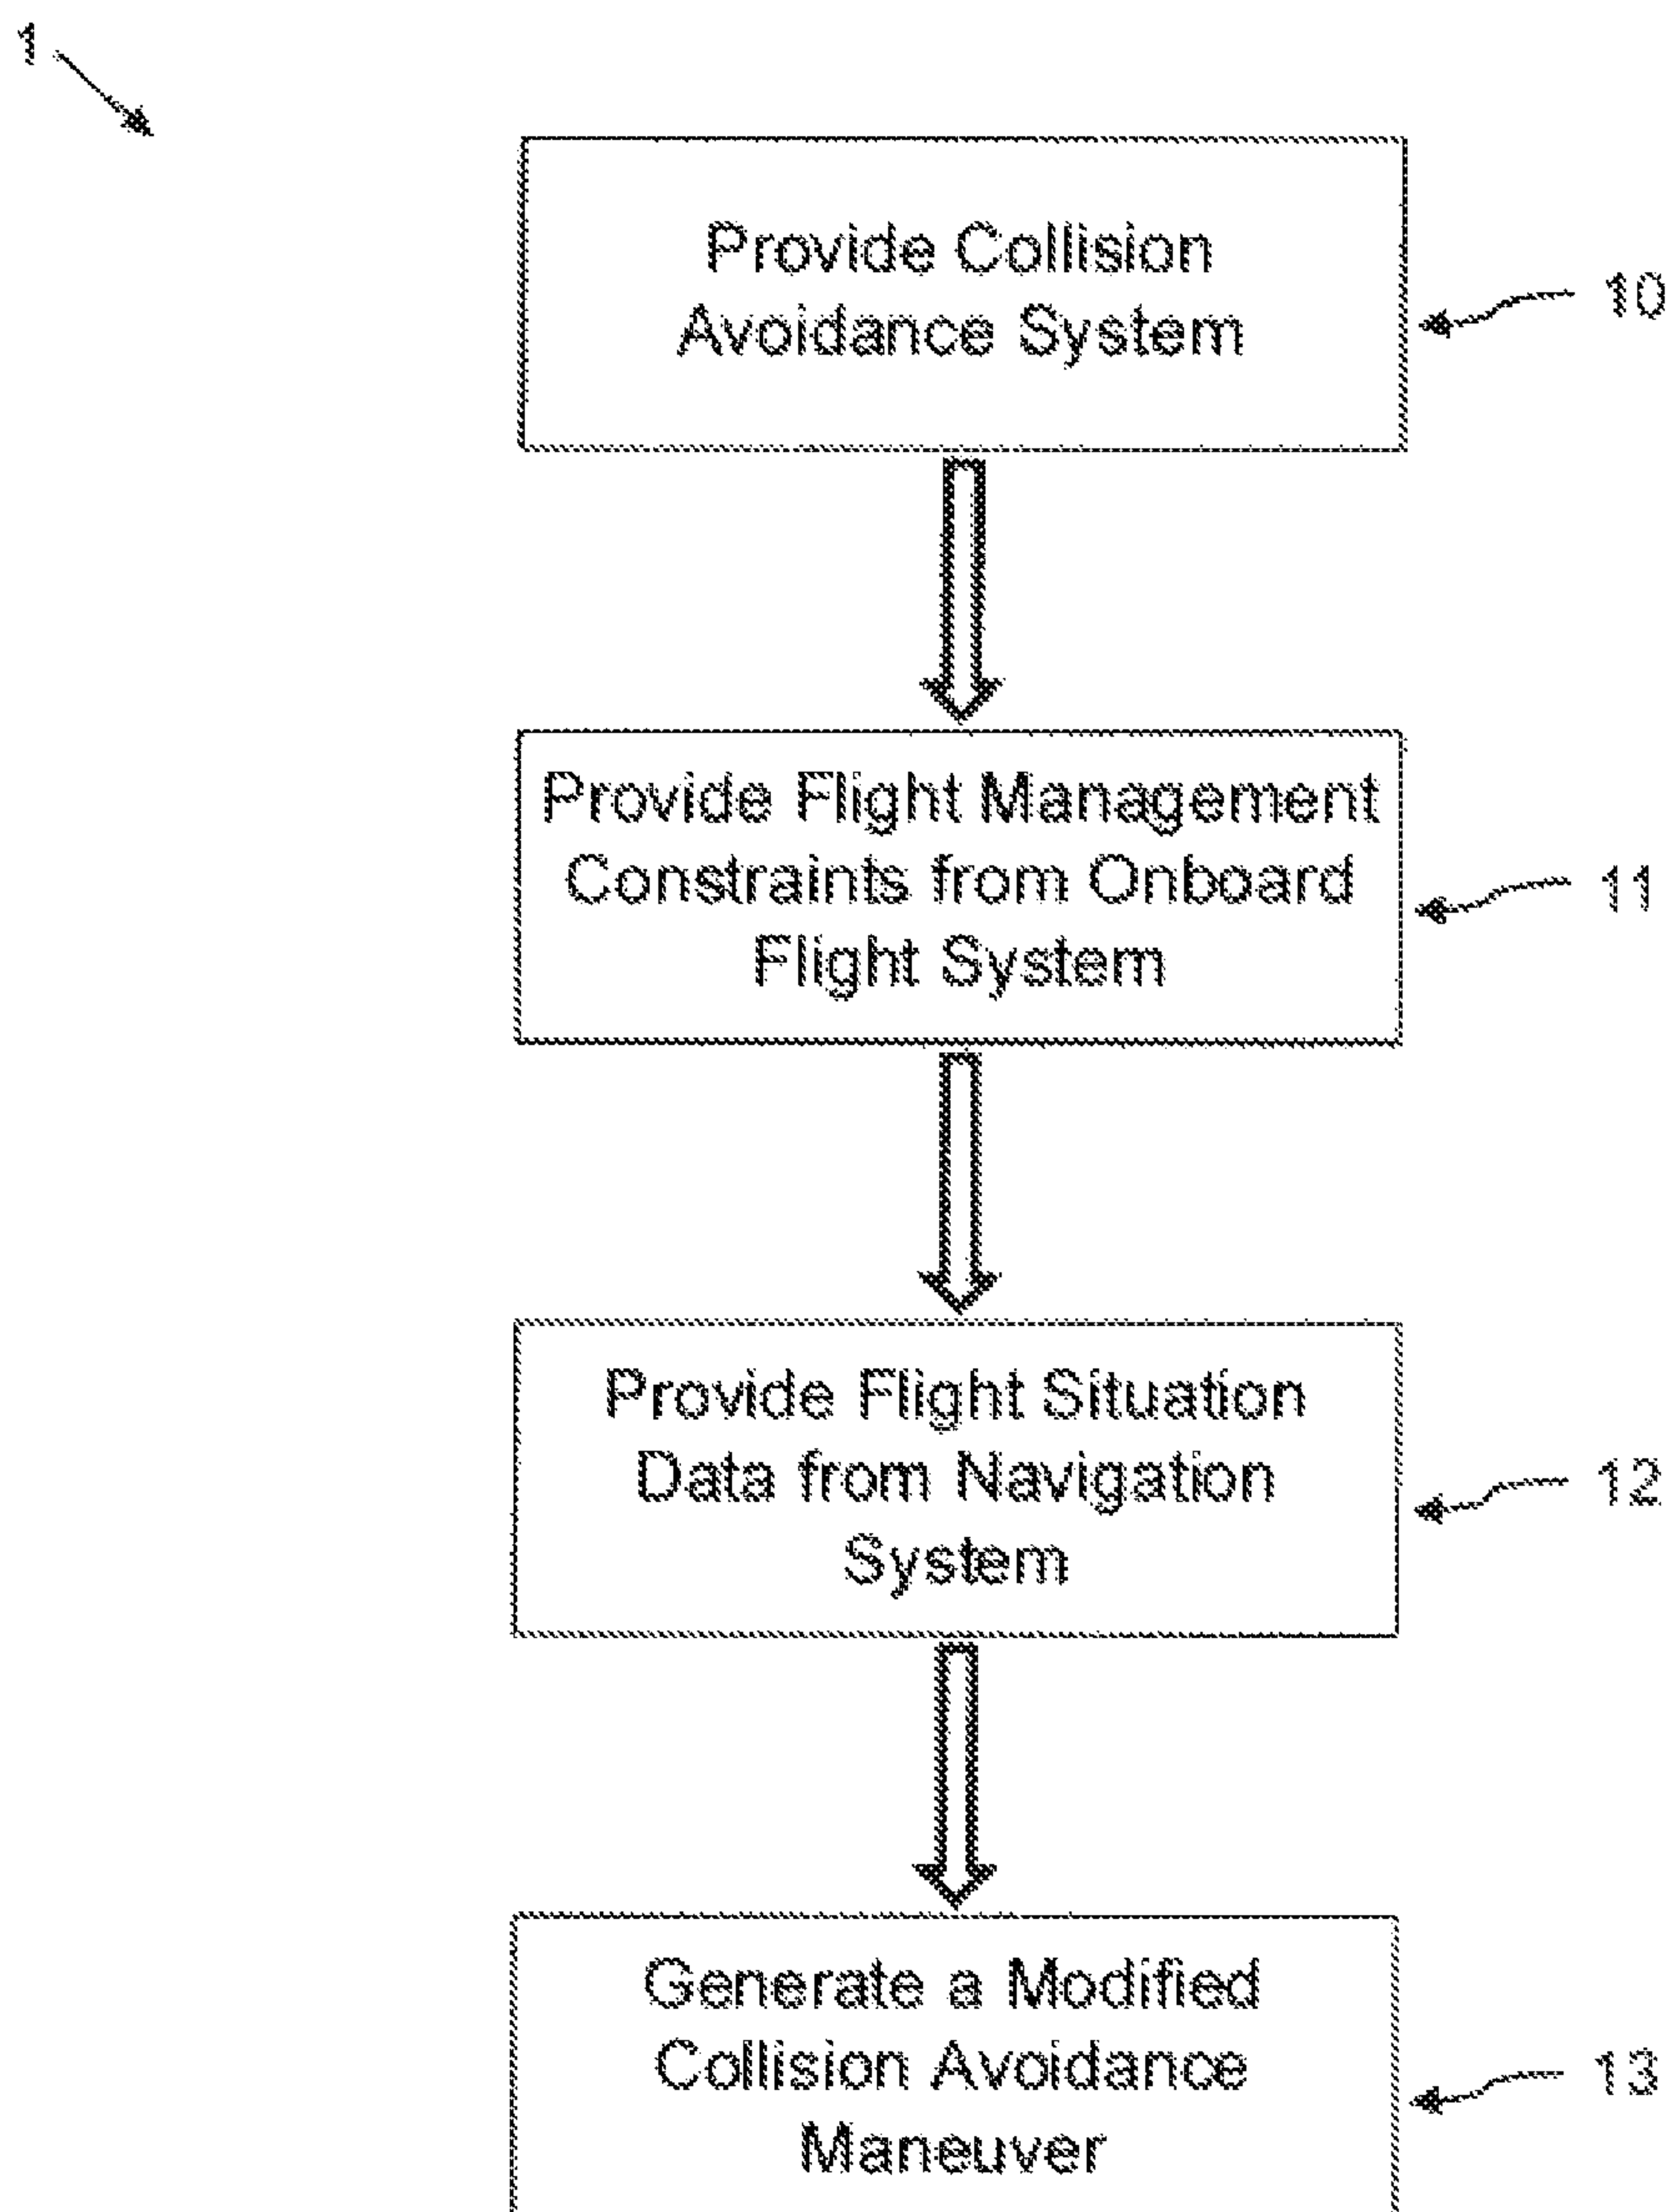 1
Provide Collision
Avoidance System
10
Provide Flight Management
Constraints from Onboard
Flight System
11
Provide Flight Situation
Data from Navigation
System
12
Generate a Modified
Collision Avoidance
Maneuver
13